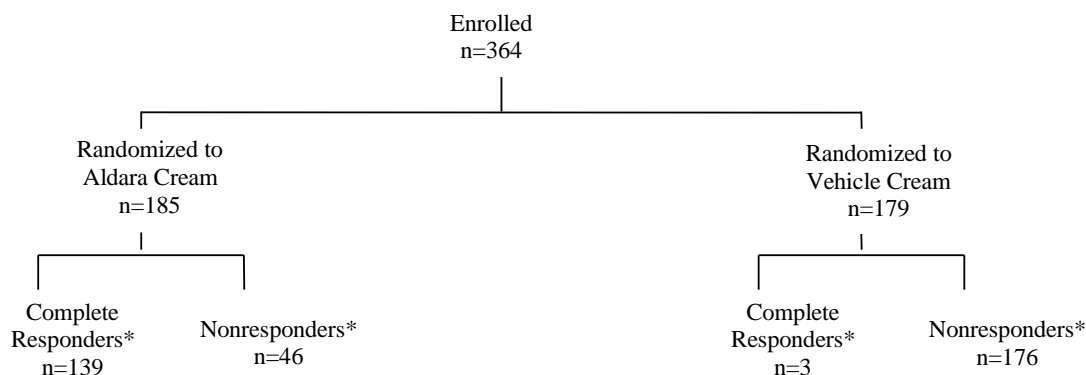 Enrolled
n=364
Randomized to
Aldara Cream
n=185
Randomized to
Vehicle Cream
n=179
Complete
Responders*
n=139
Nonresponders*
n=46
Complete
Responders*
n=3
Nonresponders*
n=176